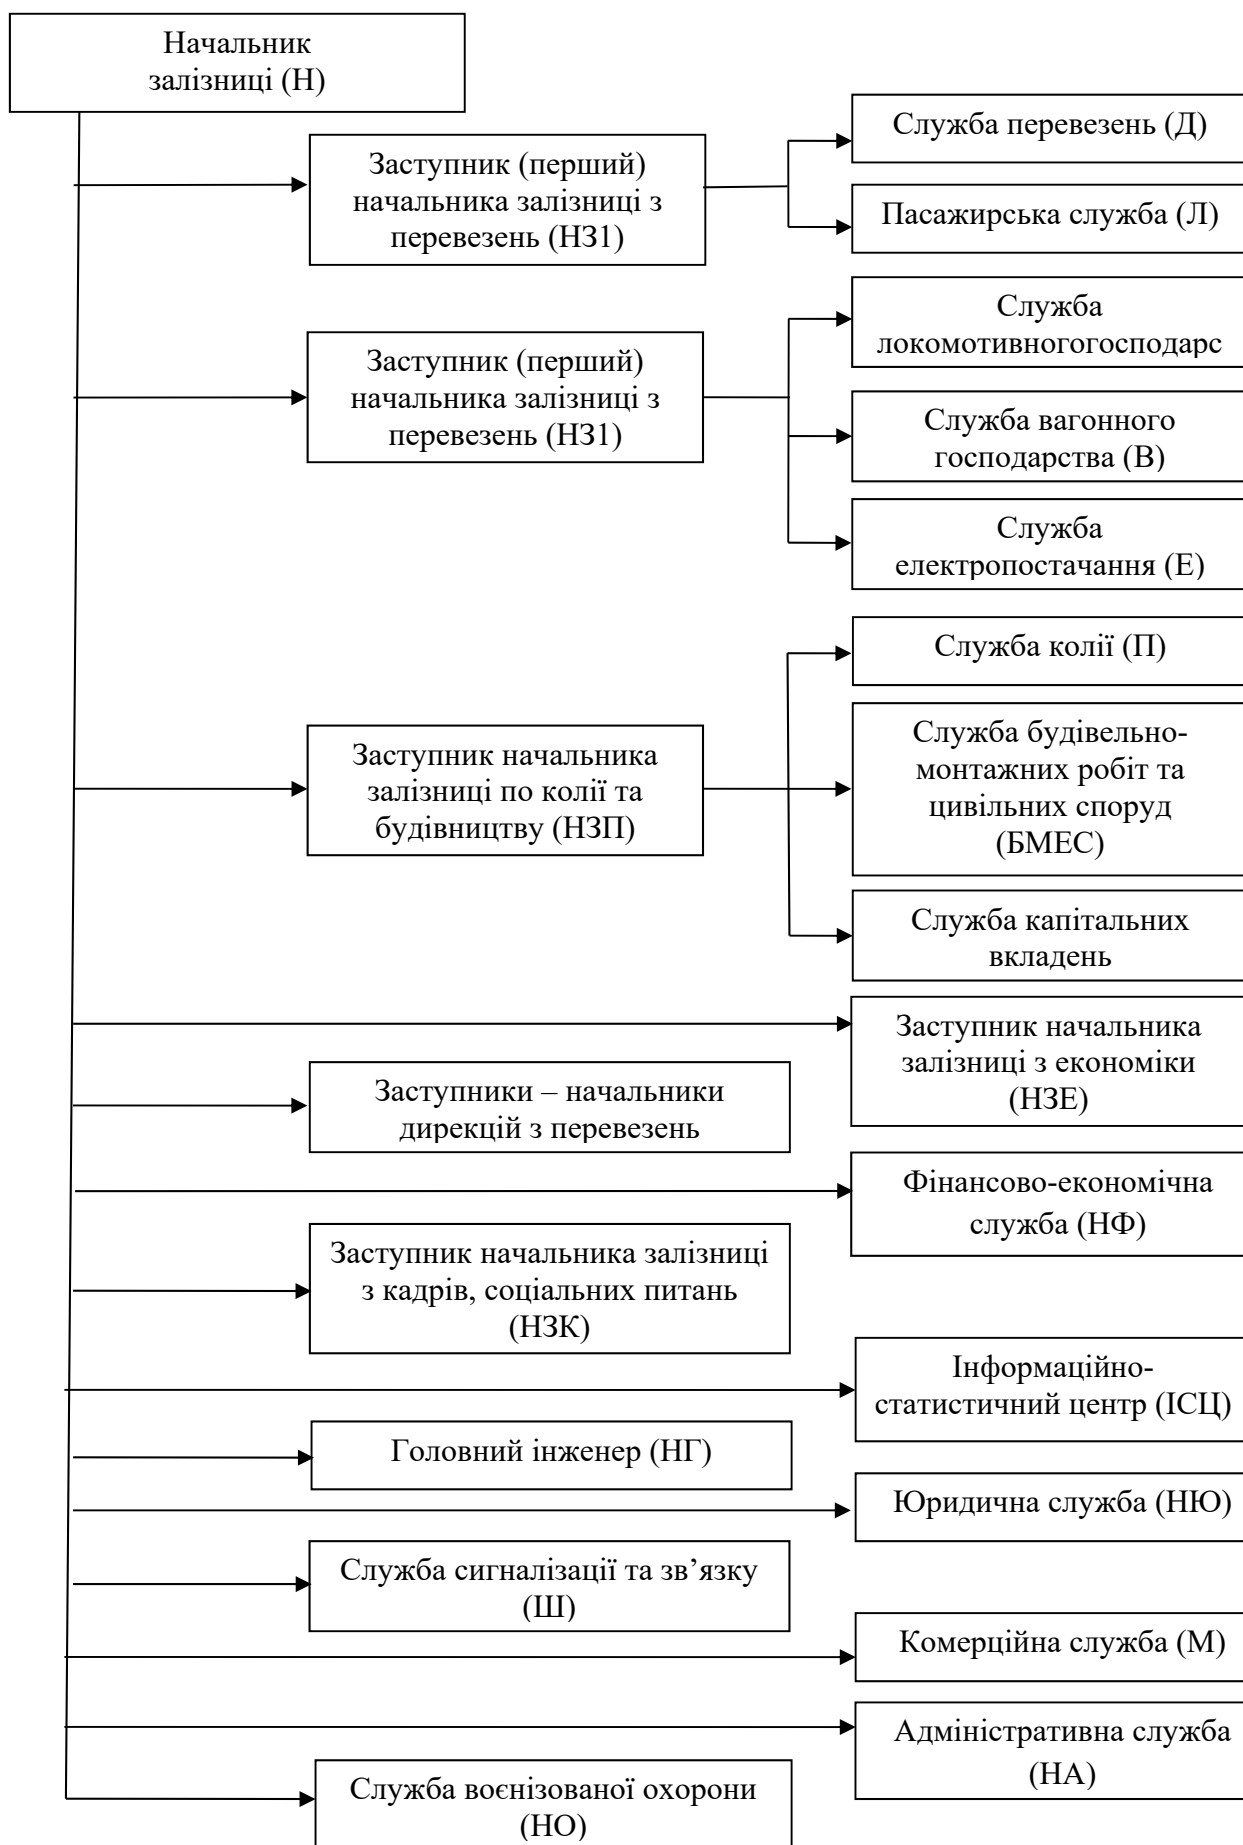 Начальник
залізниці (Н)
Служба перевезень (Д)
Заступник (перший)
начальника залізниці з
перевезень (НЗ1)
Пасажирська служба (Л)
Служба
локомотивногогосподарс
Заступник (перший)
начальника залізниці з
перевезень (НЗ1)
Служба вагонного
господарства (В)
Служба
електропостачання (Е)
Служба колії (П)
Заступник начальника
залізниці по колії та
будівництву (НЗП)
Служба будівельно-
монтажних робіт та
цивільних споруд
(БМЕС)
Служба капітальних
вкладень
Заступник начальника
залізниці з економіки
(НЗЕ)
Заступники – начальники
дирекцій з перевезень
Фінансово-економічна
служба (НФ)
Заступник начальника залізниці
з кадрів, соціальних питань
(НЗК)
Інформаційно-
статистичний центр (ІСЦ)
Головний інженер (НГ)
Юридична служба (НЮ)
Служба сигналізації та зв’язку
(Ш)
Комерційна служба (М)
Адміністративна служба
(НА)
Служба воєнізованої охорони
(НО)